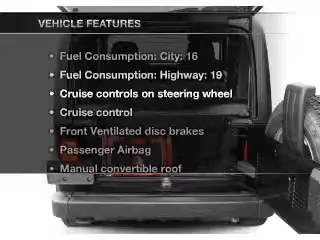 VEHICLE FEATURES
• Fuel Consumption: City: 16
• Fuel Consumption: Highway: 19
• Cruise controls on steering wheel
• Cruise control
• Front Ventilated disc brakes
• Passenger Airbag
• Manual convertible roof